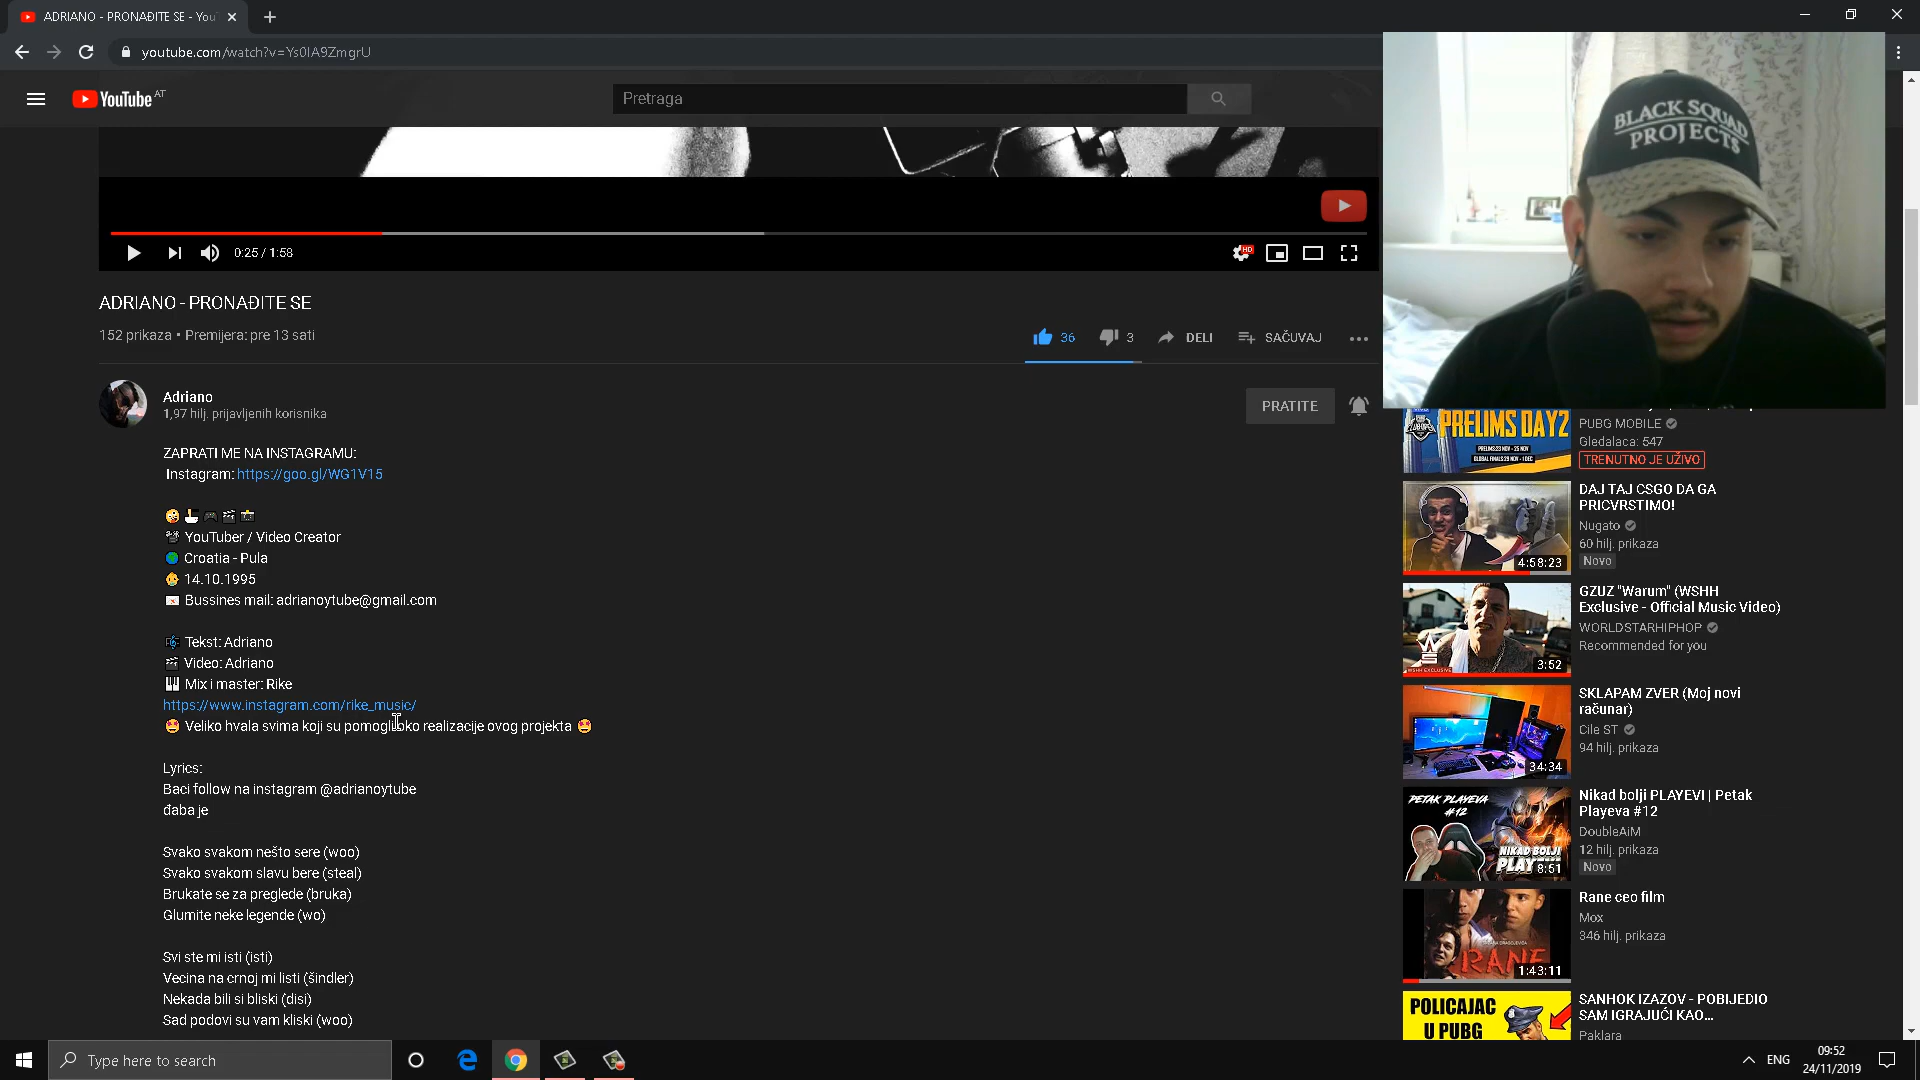 ADRIANO - PRONAĐITE SE - You
youtube.com/watch?v=Ys0IA9ZmgrU
YouTube AT
Pretraga
BLACK SQUAD
PROJECTS
0:25 / 1:58
HD
ADRIANO - PRONAĐITE SE
152 prikaza • Premijera: pre 13 sati
36
3
DELI
SAČUVAJ
Adriano
1,97 hilj. prijavljenih korisnika
PRATITE
ZAPRATI ME NA INSTAGRAMU:
Instagram: https://goo.gl/WG1V15
YouTuber / Video Creator
Croatia - Pula
14.10.1995
Bussines mail: adrianoytube@gmail.com
Tekst: Adriano
Video: Adriano
Mix i master: Rike
https://www.instagram.com/rike_music/
Veliko hvala svima koji su pomogli oko realizacije ovog projekta
Lyrics:
Baci follow na instagram @adrianoytube
đaba je
Svako svakom nešto sere (woo)
Svako svakom slavu bere (steal)
Brukate se za preglede (bruka)
Glumite neke legende (wo)
Svi ste mi isti (isti)
Vecina na crnoj mi listi (šindler)
Nekada bili si bliski (disi)
Sad podovi su vam kliski (woo)
PRELIMS DAY2
PUBG MOBILE
Gledalaca: 547
TRENUTNO JE UŽIVO
DAJ TAJ CSGO DA GA
PRICVRSTIMO!
Nugato
60 hilj. prikaza
Novo
4:58:23
GZUZ "Warum" (WSHH
Exclusive - Official Music Video)
WORLDSTARHIPHOP
Recommended for you
3:52
SKLAPAM ZVER (Moj novi
računar)
Cile ST
94 hilj. prikaza
34:34
PETAK PLAYEVA
#12
NIKAD BOLJI
PLAY
8:51
Nikad bolji PLAYEVI | Petak
Playeva #12
DoubleAiM
12 hilj. prikaza
Novo
RANE
1:43:11
Rane ceo film
Mox
346 hilj. prikaza
POLICAJAC
U PUBG
SANHOK IZAZOV - POBIJEDIO
SAM IGRAJUĆI KAO...
Paklara
Type here to search
ENG
09:52
24/11/2019